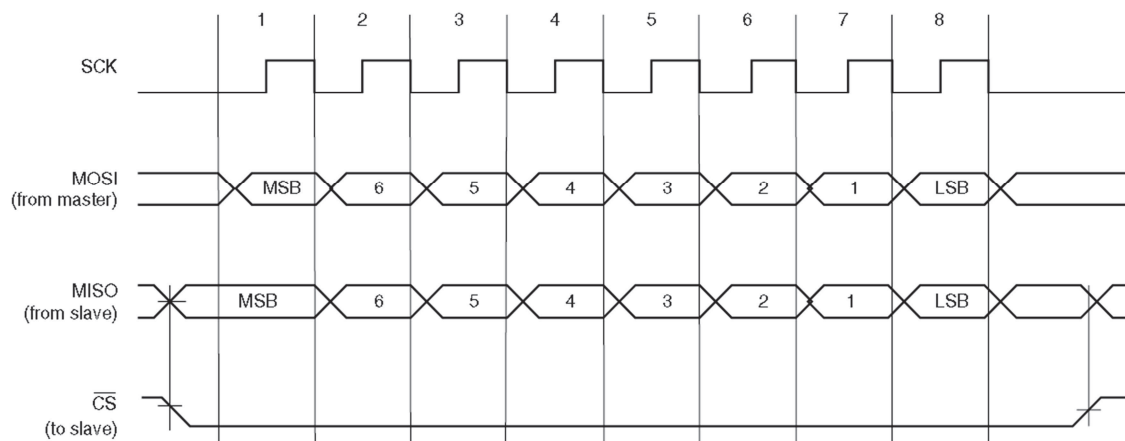 1 2 3 4 5 6 7 8
SCK
MOSI
(from master)
MSB 6 5 4 3 2 1 LSB
MISO
(from slave)
MSB 6 5 4 3 2 1 LSB
CS
(to slave)